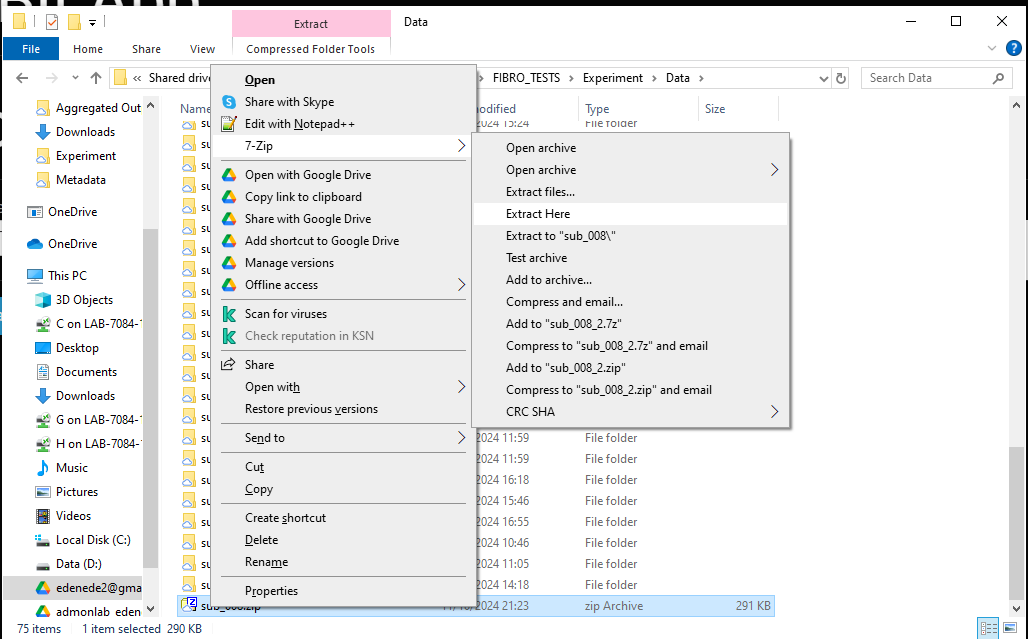 Extract
Data
File
Home
Share
View
Compressed Folder Tools
« Shared drive
FIBRO_TESTS
Experiment
Data
Search Data
Aggregated Out
Downloads
Experiment
Metadata
OneDrive
OneDrive
This PC
3D Objects
C on LAB-7084-
Desktop
Documents
Downloads
G on LAB-7084-
H on LAB-7084-
Music
Pictures
Videos
Local Disk (C:)
Data (D:)
edenede2@gma
admonlab eden
Name
Type
Size
2024 15:24 File folder
Open
Share with Skype
Edit with Notepad++
7-Zip
Open with Google Drive
Copy link to clipboard
Share with Google Drive
Add shortcut to Google Drive
Manage versions
Offline access
Scan for viruses
Check reputation in KSN
Share
Open with
Restore previous versions
Send to
Cut
Copy
Create shortcut
Delete
Rename
Properties
Open archive
Open archive
Extract files...
Extract Here
Extract to "sub_008\"
Test archive
Add to archive...
Compress and email...
Add to "sub_008_2.7z"
Compress to "sub_008_2.7z" and email
Add to "sub_008_2.zip"
Compress to "sub_008_2.zip" and email
CRC SHA
2024 11:59 File folder
2024 11:59 File folder
2024 16:18 File folder
2024 15:46 File folder
2024 16:55 File folder
2024 10:46 File folder
2024 11:05 File folder
2024 14:18 File folder
2024 21:23 zip Archive 291 KB
75 items 1 item selected 290 KB